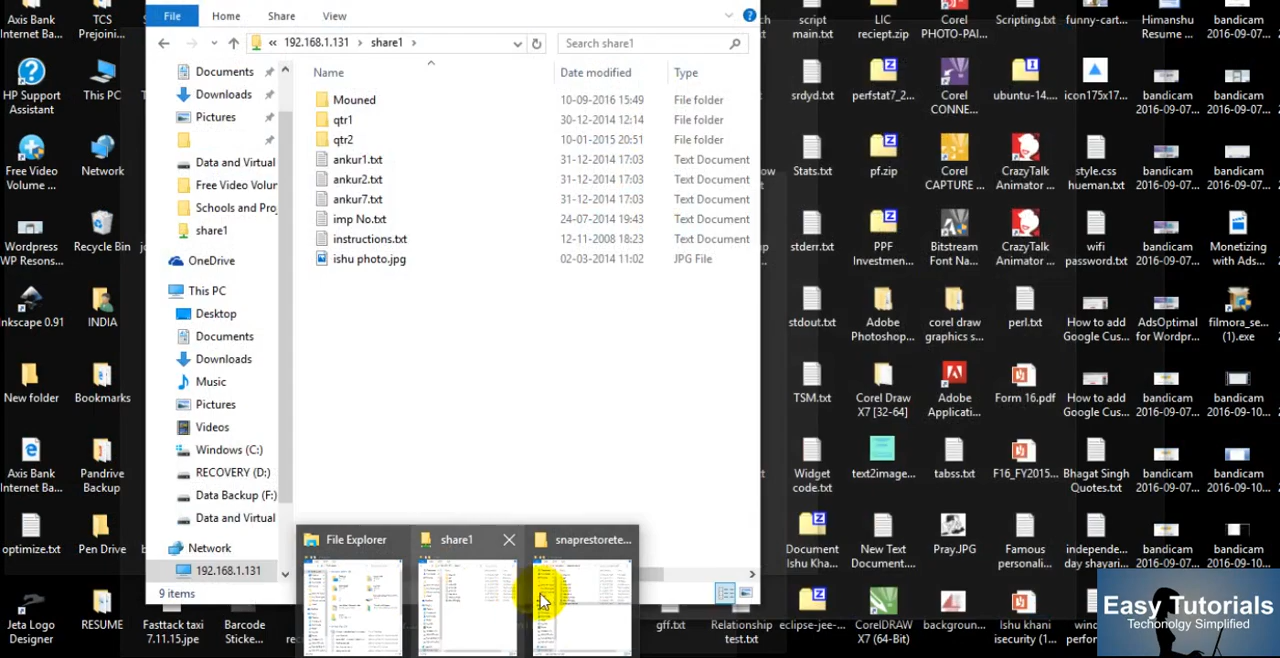 File
Home
Share
View
192.168.1.131
share1
Search share1
Name
Date modified
Type
Mouned
10-09-2016 15:49
File folder
qtr1
30-12-2014 12:14
File folder
qtr2
10-01-2015 20:51
File folder
ankur1.txt
31-12-2014 17:03
Text Document
ankur2.txt
31-12-2014 17:03
Text Document
ankur7.txt
31-12-2014 17:03
Text Document
imp No.txt
24-07-2014 19:43
Text Document
instructions.txt
12-11-2008 18:23
Text Document
ishu photo.jpg
02-03-2014 11:02
JPG File
9 items
Documents
Downloads
Pictures
Data and Virtual
Free Video Volur
Schools and Proj
share1
OneDrive
This PC
Desktop
Documents
Downloads
Music
Pictures
Videos
Windows (C:)
RECOVERY (D:)
Data Backup (F:)
Data and Virtual
Network
192.168.1.131
File Explorer
share1
snaprestorete...
Axis Bank
Internet Ba...
TCS
Prejoini...
HP Support
Assistant
This PC
Free Video
Volume ...
Network
Wordpress
WP Resons...
Recycle Bin
Inkscape 0.91
INDIA
New folder
Bookmarks
Axis Bank
Internet Ba...
Pandrive
Backup
optimize.txt
Pen Drive
Jeta Logo
Designer
RESUME
Fasttack taxi
7.11.15.jpe
Barcode
Sticke...
script
main.txt
LIC
reciept.zip
Corel
PHOTO-PAI...
Scripting.txt
funny-cart...
Himanshu
Resume ...
bandicam
2016-09-0...
srdyd.txt
perfstat7_2...
Corel
CONNE...
ubuntu-14....
icon175x17...
bandicam
2016-09-07...
bandicam
2016-09-07...
Stats.txt
pf.zip
Corel
CAPTURE ...
CrazyTalk
Animator ...
style.css
hueman.txt
bandicam
2016-09-07...
bandicam
2016-09-07...
stderr.txt
PPF
Investmen...
Bitstream
Font Na...
CrazyTalk
Animator ...
wifi
password.txt
bandicam
2016-09-07...
Monetizing
with Ads...
stdout.txt
Adobe
Photoshop...
corel draw
graphics s...
perl.txt
How to add
Google Cus...
AdsOptimal
for Wordpr...
filmora_se...
(1).exe
TSM.txt
Corel Draw
X7 [32-64]
Adobe
Applicati...
Form 16.pdf
How to add
Google Cus...
bandicam
2016-09-10...
bandicam
2016-09-10...
Widget
code.txt
text2image...
tabss.txt
F16_FY2015...
Bhagat Singh
Quotes.txt
bandicam
2016-09-07...
bandicam
2016-09-10...
Document
Ishu Kha...
New Text
Document...
Pray.JPG
Famous
personali...
independe...
day shayari...
bandicam
2016-09-10...
bandicam
2016-09-10...
gff.txt
Relationship
test.txt
eclipse-jee-...
CorelDRAW
X7 (64-Bit)
background...
Ishu khani
security (1...
Easy Tutorials
Techonolgy Simplified